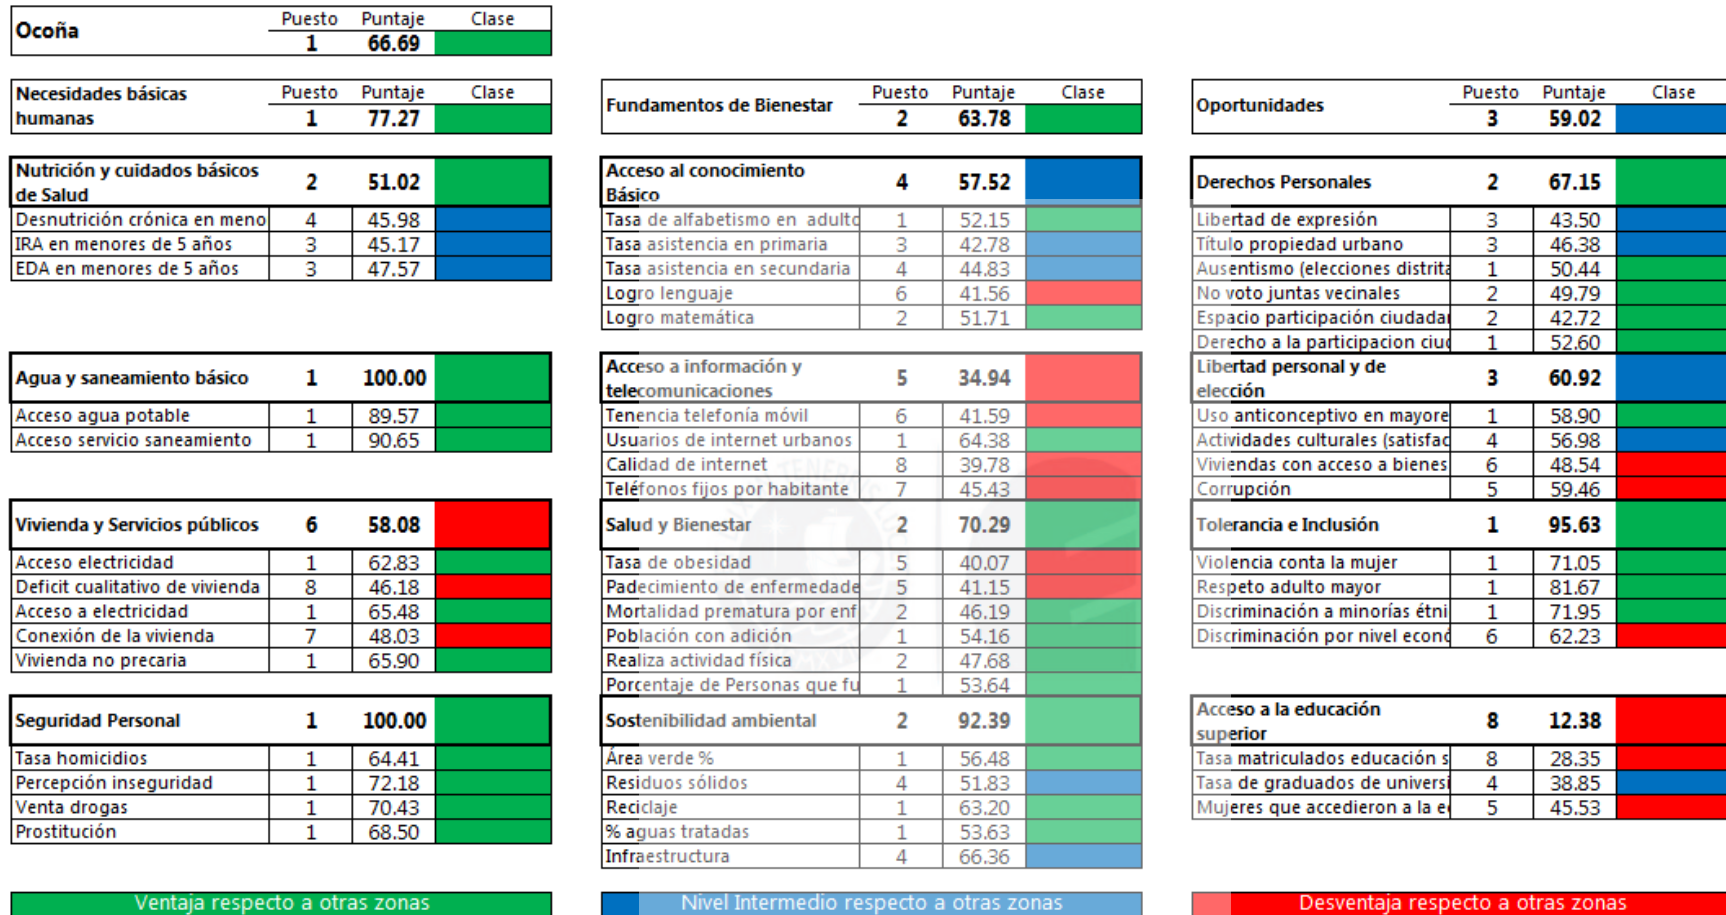 Ocoña Puesto Puntaje Clase
1 66.69
Necesidades básicas humanas Puesto Puntaje Clase
1 77.27
Nutrición y cuidados básicos de Salud 2 51.02
Desnutrición crónica en meno 4 45.98
IRA en menores de 5 años 3 45.17
EDA en menores de 5 años 3 47.57
Agua y saneamiento básico 1 100.00
Acceso agua potable 1 89.57
Acceso servicio saneamiento 1 90.65
Vivienda y Servicios públicos 6 58.08
Acceso electricidad 1 62.83
Deficit cualitativo de vivienda 8 46.18
Acceso a electricidad 1 65.48
Conexión de la vivienda 7 48.03
Vivienda no precaria 1 65.90
Seguridad Personal 1 100.00
Tasa homicidios 1 64.41
Percepción inseguridad 1 72.18
Venta drogas 1 70.43
Prostitución 1 68.50
Fundamentos de Bienestar Puesto Puntaje Clase
2 63.78
Acceso al conocimiento Básico 4 57.52
Tasa de alfabetismo en adulto 1 52.15
Tasa asistencia en primaria 3 42.78
Tasa asistencia en secundaria 4 44.83
Logro lenguaje 6 41.56
Logro matemática 2 51.71
Acceso a información y telecomunicaciones 5 34.94
Tenencia telefonía móvil 6 41.59
Usuarios de internet urbanos 1 64.38
Calidad de internet 8 39.78
Teléfonos fijos por habitante 7 45.43
Salud y Bienestar 2 70.29
Tasa de obesidad 5 40.07
Padecimiento de enfermedade 5 41.15
Mortalidad prematura por enf 2 46.19
Población con adición 1 54.16
Realiza actividad física 2 47.68
Porcentaje de Personas que fu 1 53.64
Sostenibilidad ambiental 2 92.39
Área verde % 1 56.48
Residuos sólidos 4 51.83
Reciclaje 1 63.20
% aguas tratadas 1 53.63
Infraestructura 4 66.36
Oportunidades Puesto Puntaje Clase
3 59.02
Derechos Personales 2 67.15
Libertad de expresión 3 43.50
Título propiedad urbano 3 46.38
Ausentismo (elecciones distrita 1 50.44
No voto juntas vecinales 2 49.79
Espacio participación ciudadan 2 42.72
Derecho a la participacion ciud 1 52.60
Libertad personal y de elección 3 60.92
Uso anticonceptivo en mayore 1 58.90
Actividades culturales (satisfac 4 56.98
Viviendas con acceso a bienes 6 48.54
Corrupción 5 59.46
Tolerancia e Inclusión 1 95.63
Violencia conta la mujer 1 71.05
Respeto adulto mayor 1 81.67
Discriminación a minorías étni 1 71.95
Discriminación por nivel econó 6 62.23
Acceso a la educación superior 8 12.38
Tasa matriculados educación s 8 28.35
Tasa de graduados de universi 4 38.85
Mujeres que accedieron a la e 5 45.53
Ventaja respecto a otras zonas
Nivel Intermedio respecto a otras zonas
Desventaja respecto a otras zonas